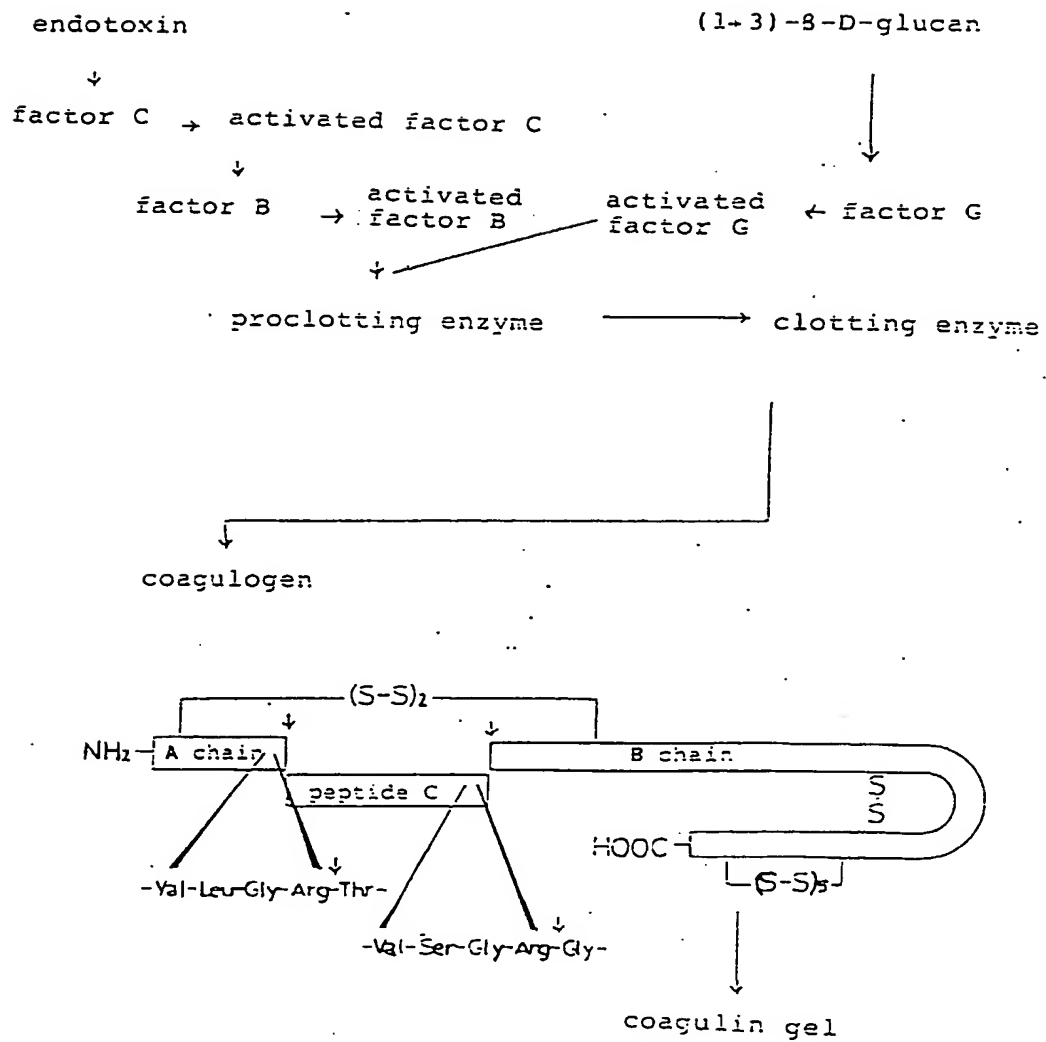 endotoxin
(1→3)-β-D-glucan
factor C → activated factor C
factor B → activated factor B
activated factor G ← factor G
proclotting enzyme → clotting enzyme
coagulogen
(S-S)2
NH2
A chain
B chain
peptide C
S
S
HOOC
(S-S)5
-Val-Leu-Gly-Arg-Thr-
-Val-Ser-Gly-Arg-Gly-
coagulin gel